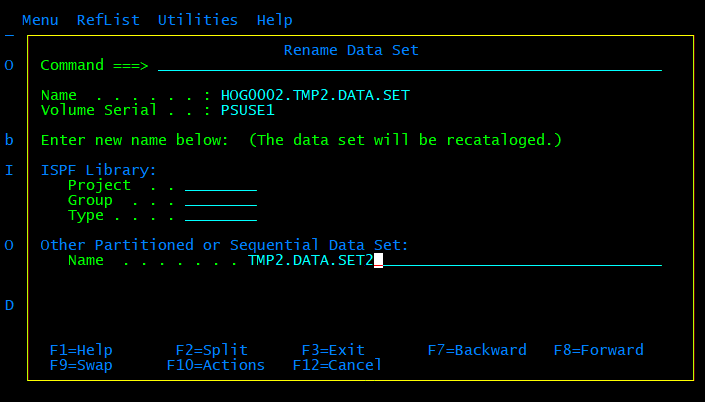 Menu  RefList  Utilities  Help
Rename Data Set
O  Command ===>
Name  . . . . . . : HOG0002.TMP2.DATA.SET
Volume Serial . . : PSUSE1
b  Enter new name below:  (The data set will be recataloged.)
I  ISPF Library:
Project  . .
Group  . . .
Type . . . .
O  Other Partitioned or Sequential Data Set:
Name  . . . . . . . TMP2.DATA.SET2
D
F1=Help       F2=Split      F3=Exit       F7=Backward   F8=Forward
F9=Swap      F10=Actions   F12=Cancel